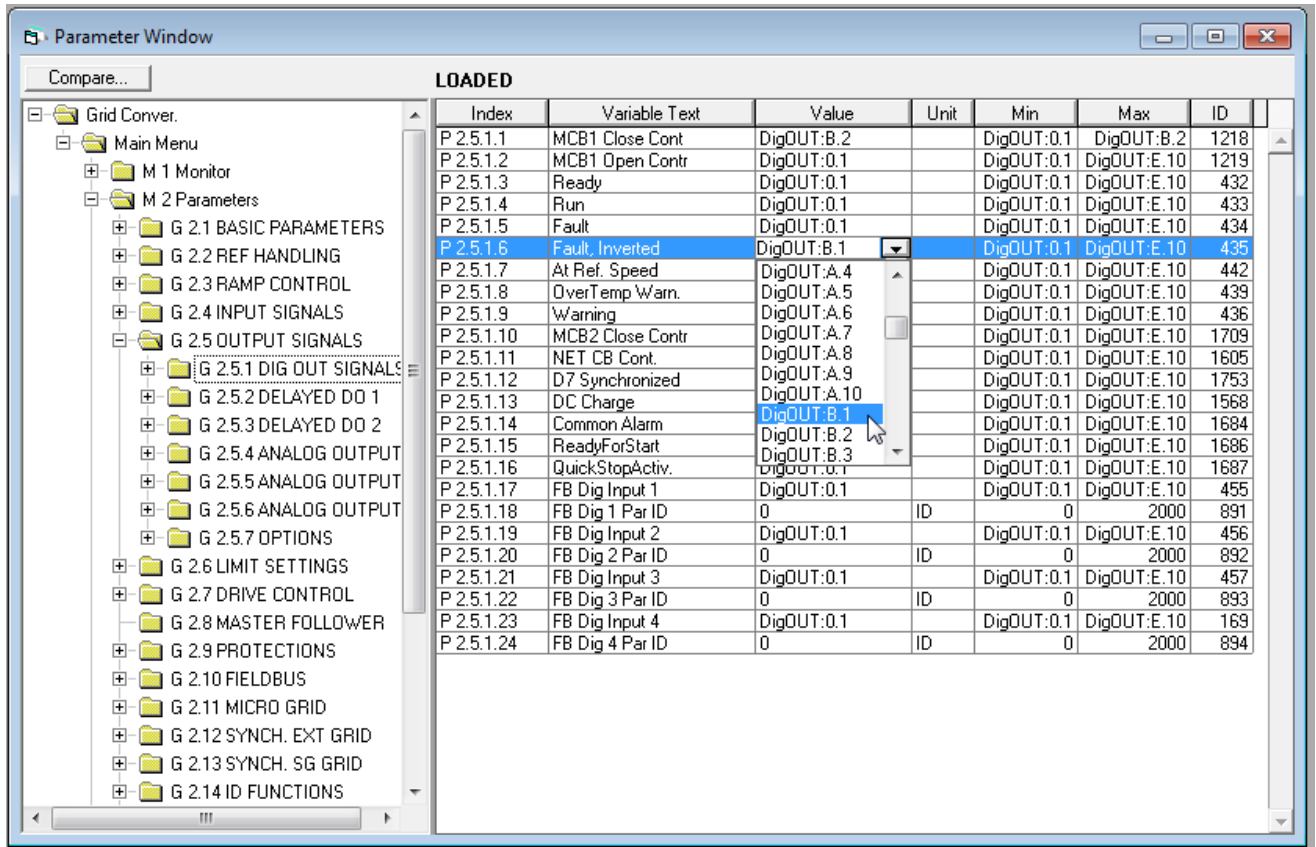 Parameter Window
Compare...
LOADED
Grid Conver.
Main Menu
M 1 Monitor
M 2 Parameters
G 2.1 BASIC PARAMETERS
G 2.2 REF HANDLING
G 2.3 RAMP CONTROL
G 2.4 INPUT SIGNALS
G 2.5 OUTPUT SIGNALS
G 2.5.1 DIG OUT SIGNALS
G 2.5.2 DELAYED DO 1
G 2.5.3 DELAYED DO 2
G 2.5.4 ANALOG OUTPUT
G 2.5.5 ANALOG OUTPUT
G 2.5.6 ANALOG OUTPUT
G 2.5.7 OPTIONS
G 2.6 LIMIT SETTINGS
G 2.7 DRIVE CONTROL
G 2.8 MASTER FOLLOWER
G 2.9 PROTECTIONS
G 2.10 FIELDBUS
G 2.11 MICRO GRID
G 2.12 SYNCH. EXT GRID
G 2.13 SYNCH. SG GRID
G 2.14 ID FUNCTIONS
Index Variable Text Value Unit Min Max ID
P 2.5.1.1 MCB1 Close Cont DigOUT:B.2 DigOUT:0.1 DigOUT:B.2 1218
P 2.5.1.2 MCB1 Open Contr DigOUT:0.1 DigOUT:0.1 DigOUT:E.10 1219
P 2.5.1.3 Ready DigOUT:0.1 DigOUT:0.1 DigOUT:E.10 432
P 2.5.1.4 Run DigOUT:0.1 DigOUT:0.1 DigOUT:E.10 433
P 2.5.1.5 Fault DigOUT:0.1 DigOUT:0.1 DigOUT:E.10 434
P 2.5.1.6 Fault, Inverted DigOUT:B.1 DigOUT:0.1 DigOUT:E.10 435
P 2.5.1.7 At Ref. Speed DigOUT:0.1 DigOUT:E.10 442
P 2.5.1.8 OverTemp Warn. DigOUT:0.1 DigOUT:E.10 439
P 2.5.1.9 Warning DigOUT:0.1 DigOUT:E.10 436
P 2.5.1.10 MCB2 Close Contr DigOUT:0.1 DigOUT:E.10 1709
P 2.5.1.11 NET CB Cont. DigOUT:0.1 DigOUT:E.10 1605
P 2.5.1.12 D7 Synchronized DigOUT:0.1 DigOUT:E.10 1753
P 2.5.1.13 DC Charge DigOUT:0.1 DigOUT:E.10 1568
P 2.5.1.14 Common Alarm DigOUT:0.1 DigOUT:E.10 1684
P 2.5.1.15 ReadyForStart DigOUT:0.1 DigOUT:E.10 1686
P 2.5.1.16 QuickStopActiv. DigOUT:0.1 DigOUT:0.1 DigOUT:E.10 1687
P 2.5.1.17 FB Dig Input 1 DigOUT:0.1 DigOUT:0.1 DigOUT:E.10 455
P 2.5.1.18 FB Dig 1 Par ID 0 ID 0 2000 891
P 2.5.1.19 FB Dig Input 2 DigOUT:0.1 DigOUT:0.1 DigOUT:E.10 456
P 2.5.1.20 FB Dig 2 Par ID 0 ID 0 2000 892
P 2.5.1.21 FB Dig Input 3 DigOUT:0.1 DigOUT:0.1 DigOUT:E.10 457
P 2.5.1.22 FB Dig 3 Par ID 0 ID 0 2000 893
P 2.5.1.23 FB Dig Input 4 DigOUT:0.1 DigOUT:0.1 DigOUT:E.10 169
P 2.5.1.24 FB Dig 4 Par ID 0 ID 0 2000 894
DigOUT:A.4
DigOUT:A.5
DigOUT:A.6
DigOUT:A.7
DigOUT:A.8
DigOUT:A.9
DigOUT:A.10
DigOUT:B.1
DigOUT:B.2
DigOUT:B.3